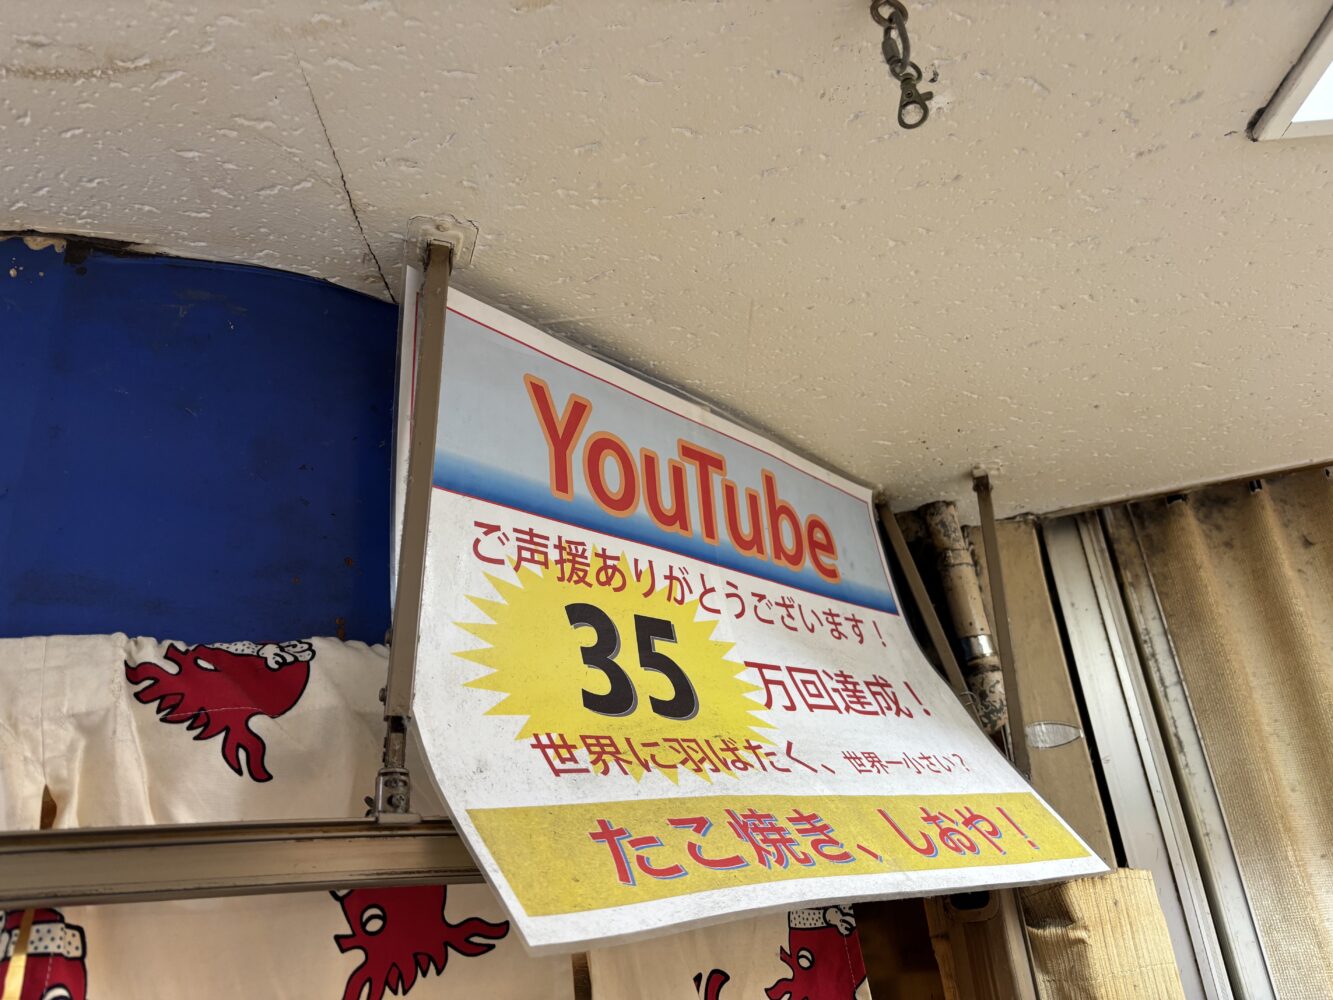 YouTube
ご声援ありがとうございます！
35万回達成！
世界に羽ばたく、世界一小さい？
たこ焼き、しおや！